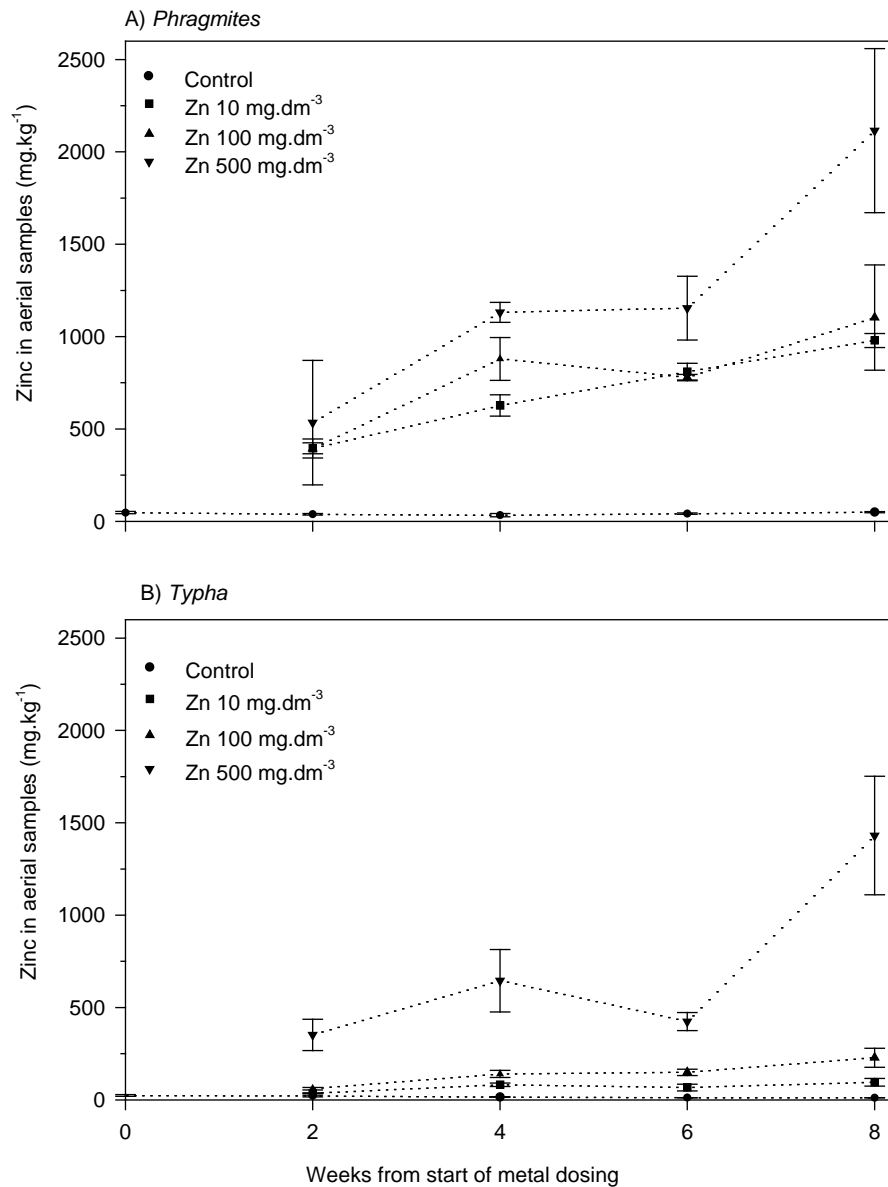 A) Phragmites
2500
2000
1500
1000
500
0
Zinc in aerial samples (mg.kg⁻¹)
Control
Zn 10 mg.dm⁻³
Zn 100 mg.dm⁻³
Zn 500 mg.dm⁻³
B) Typha
2500
2000
1500
1000
500
0
Zinc in aerial samples (mg.kg⁻¹)
Control
Zn 10 mg.dm⁻³
Zn 100 mg.dm⁻³
Zn 500 mg.dm⁻³
0 2 4 6 8
Weeks from start of metal dosing